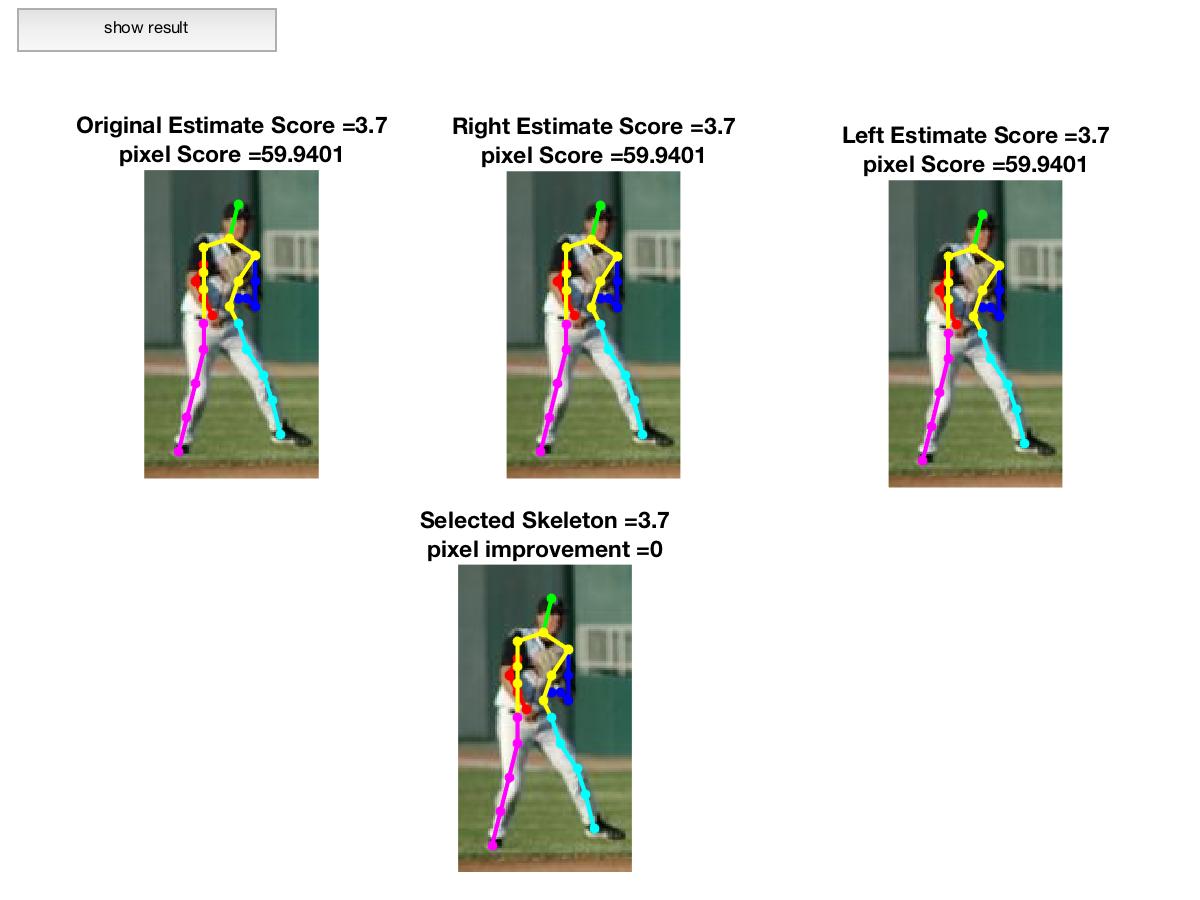 show result
Original Estimate Score =3.7
pixel Score =59.9401
Right Estimate Score =3.7
pixel Score =59.9401
Left Estimate Score =3.7
pixel Score =59.9401
Selected Skeleton =3.7
pixel improvement =0